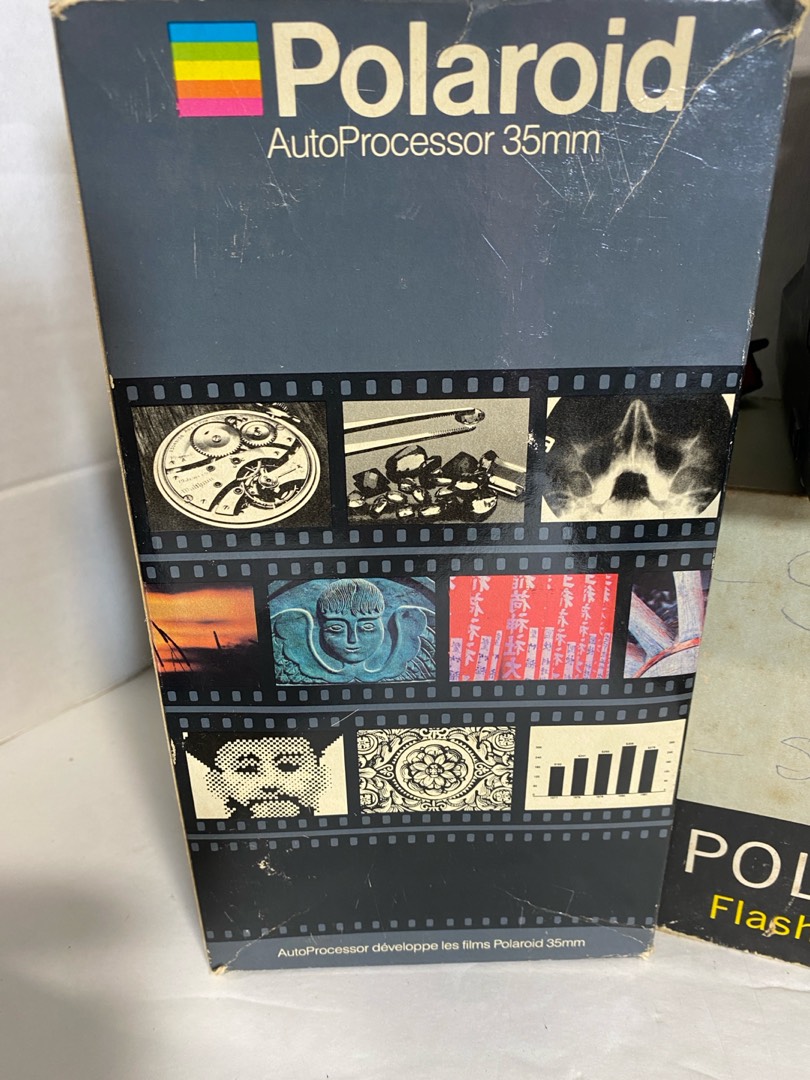 Polaroid
AutoProcessor 35mm
AutoProcessor développe les films Polaroid 35mm
POL
Flash